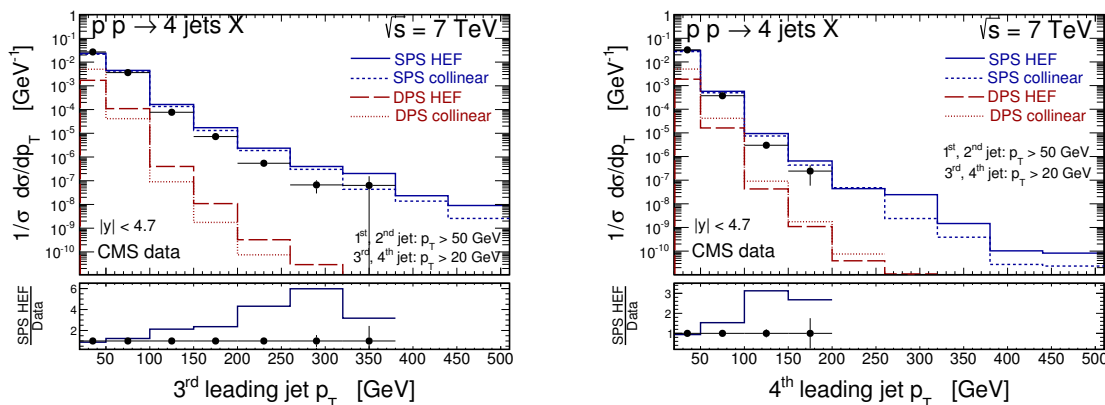 p p → 4 jets X √s = 7 TeV
1/σ dσ/dp_T [GeV⁻¹]
10⁻¹
10⁻²
10⁻³
10⁻⁴
10⁻⁵
10⁻⁶
10⁻⁷
10⁻⁸
10⁻⁹
10⁻¹⁰
SPS HEF
SPS collinear
DPS HEF
DPS collinear
|y| < 4.7
CMS data
1ˢᵗ, 2ⁿᵈ jet: p_T > 50 GeV
3ʳᵈ, 4ᵗʰ jet: p_T > 20 GeV
SPS HEF
Data
6
4
2
50 100 150 200 250 300 350 400 450 500
3ʳᵈ leading jet p_T [GeV]
p p → 4 jets X √s = 7 TeV
1/σ dσ/dp_T [GeV⁻¹]
10⁻¹
10⁻²
10⁻³
10⁻⁴
10⁻⁵
10⁻⁶
10⁻⁷
10⁻⁸
10⁻⁹
10⁻¹⁰
SPS HEF
SPS collinear
DPS HEF
DPS collinear
1ˢᵗ, 2ⁿᵈ jet: p_T > 50 GeV
3ʳᵈ, 4ᵗʰ jet: p_T > 20 GeV
|y| < 4.7
CMS data
SPS HEF
Data
3
2
1
50 100 150 200 250 300 350 400 450 500
4ᵗʰ leading jet p_T [GeV]